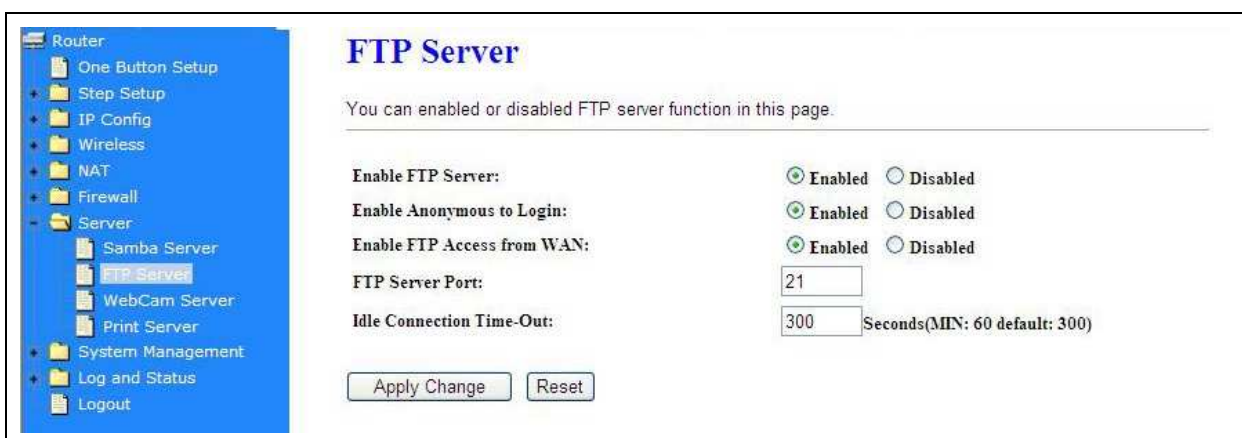 Router
One Button Setup
Step Setup
IP Config
Wireless
NAT
Firewall
Server
Samba Server
FTP Server
WebCam Server
Print Server
System Management
Log and Status
Logout
FTP Server
You can enabled or disabled FTP server function in this page.
Enable FTP Server: Enabled Disabled
Enable Anonymous to Login: Enabled Disabled
Enable FTP Access from WAN: Enabled Disabled
FTP Server Port: 21
Idle Connection Time-Out: 300 Seconds(MIN: 60 default: 300)
Apply Change Reset